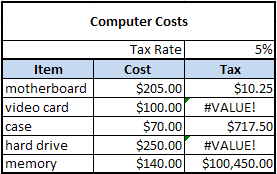 Computer Costs
Tax Rate 5%
Item Cost Tax
motherboard $205.00 $10.25
video card $100.00 #VALUE!
case $70.00 $717.50
hard drive $250.00 #VALUE!
memory $140.00 $100,450.00